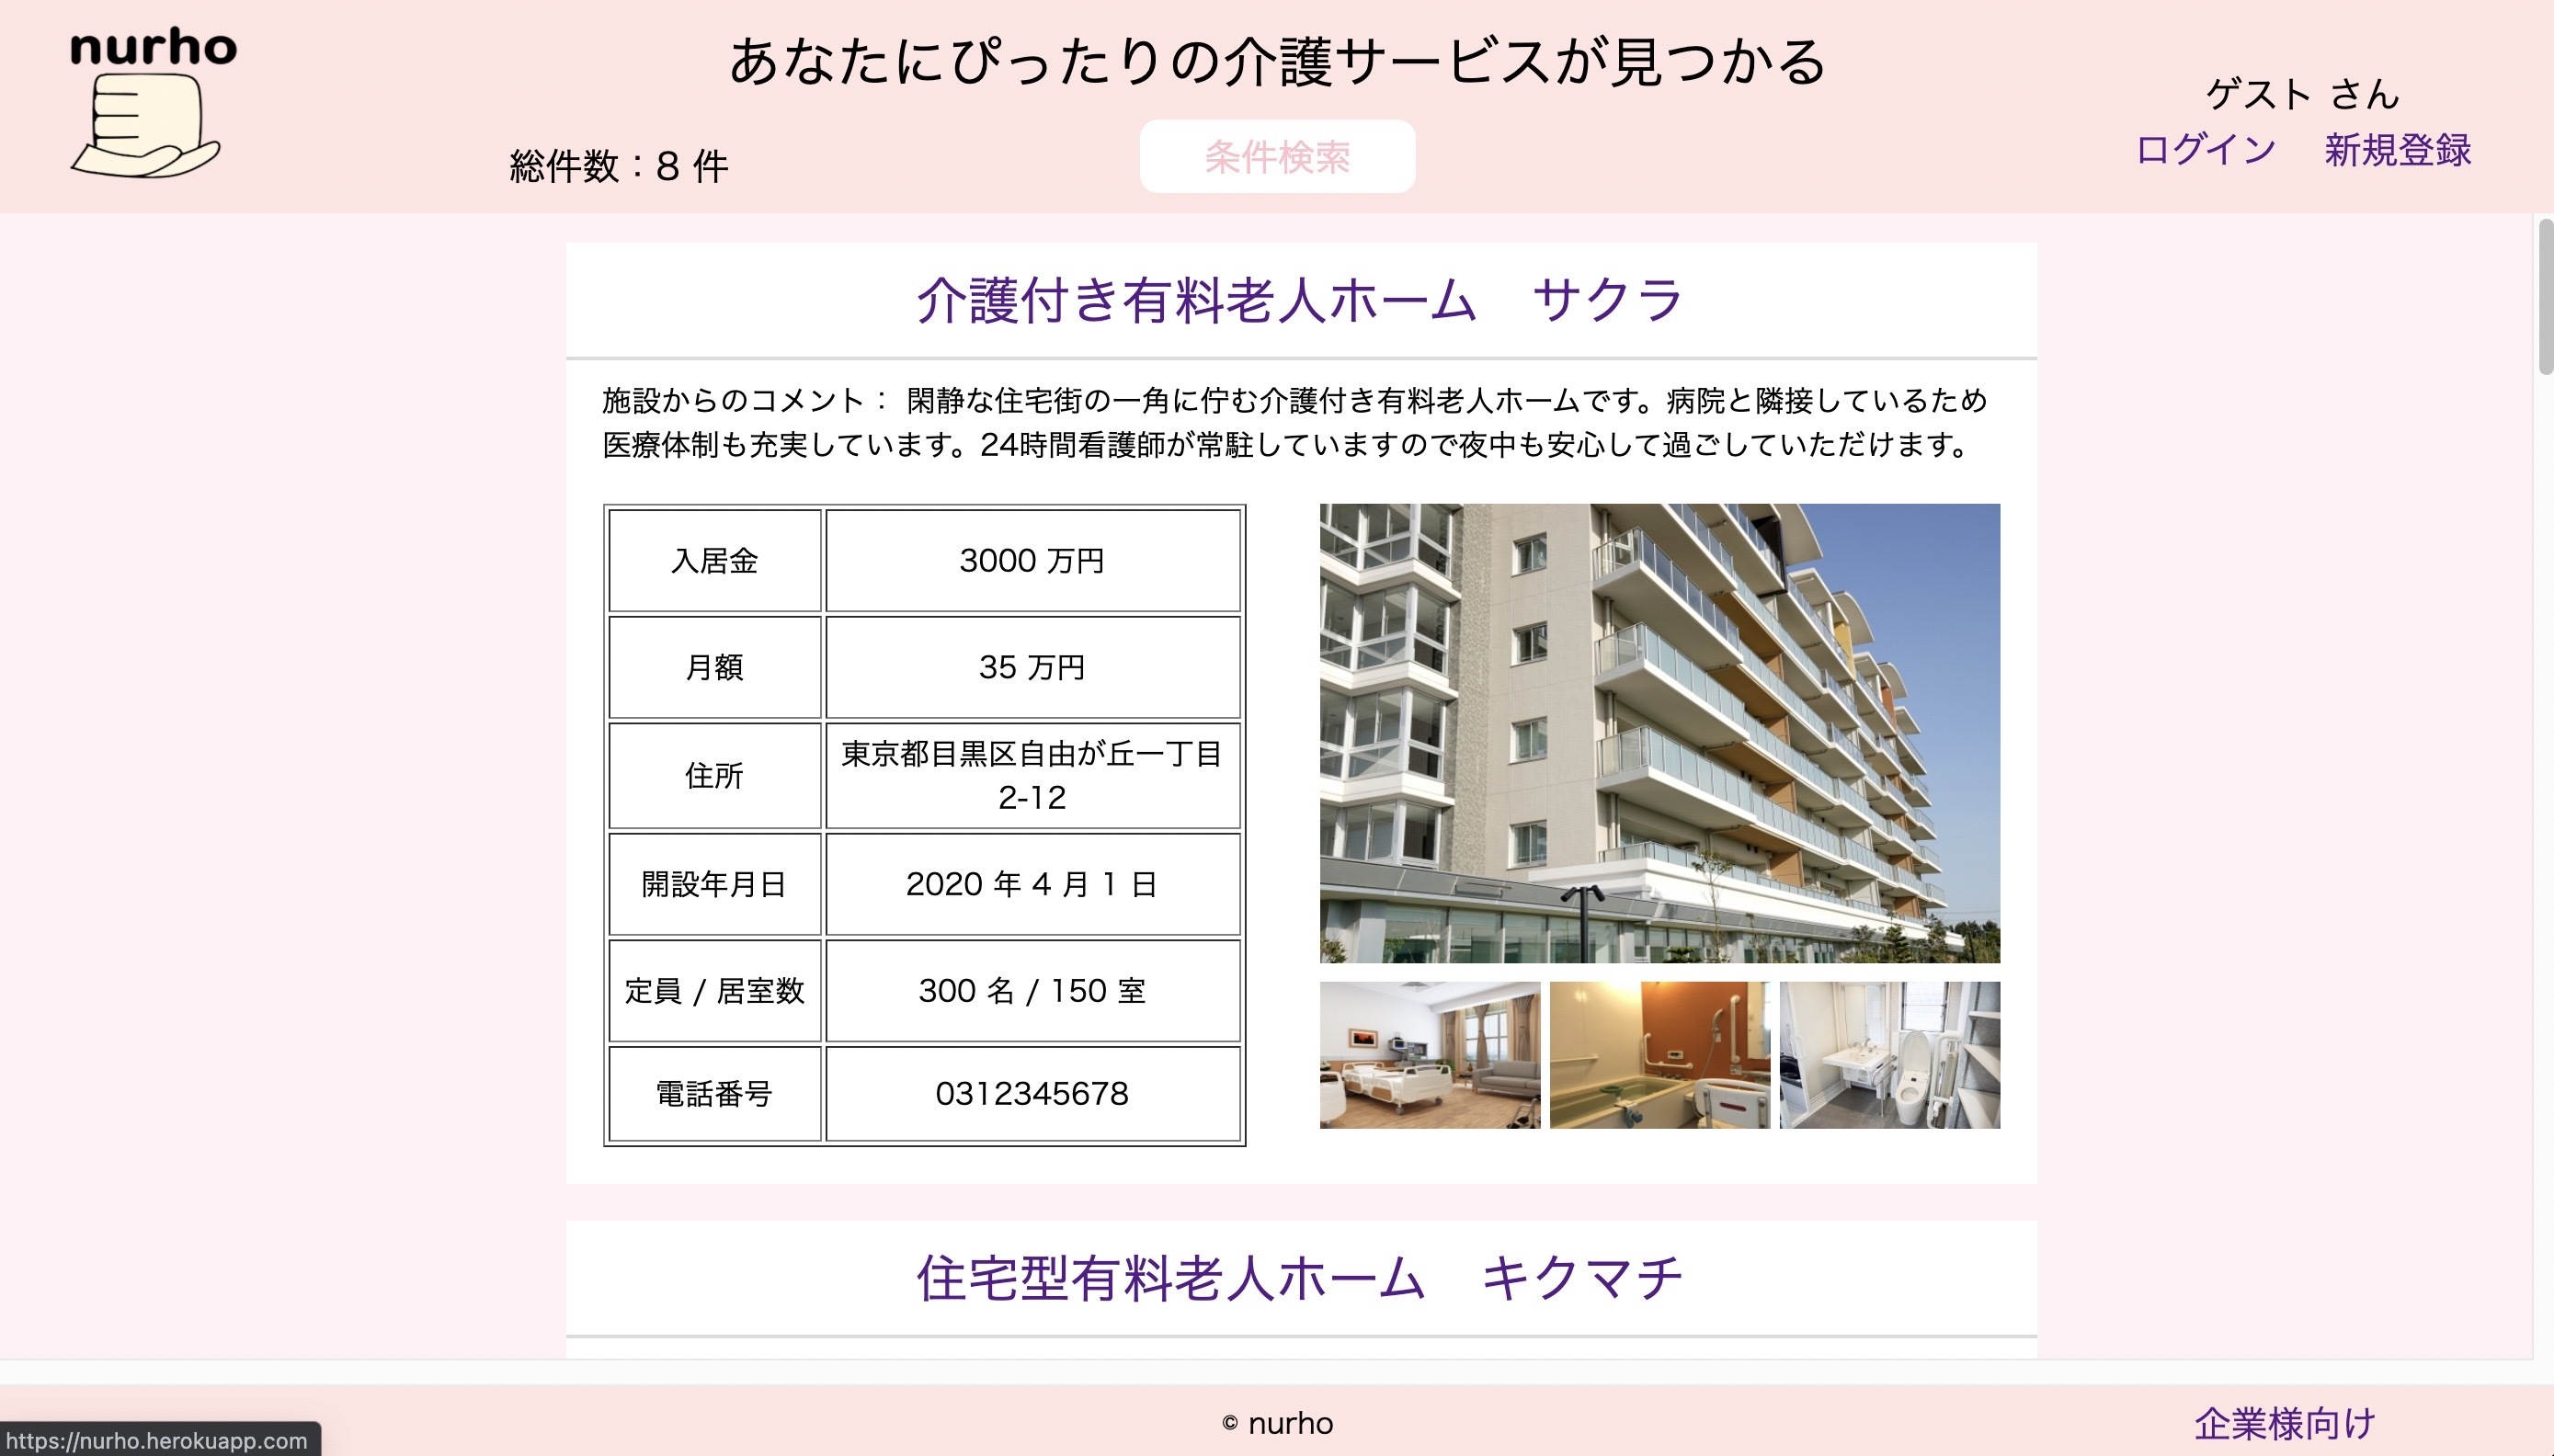 nurho
あなたにぴったりの介護サービスが見つかる
ゲスト さん
ログイン 新規登録
総件数：8 件
条件検索
介護付き有料老人ホーム　サクラ
施設からのコメント： 閑静な住宅街の一角に佇む介護付き有料老人ホームです。病院と隣接しているため
医療体制も充実しています。24時間看護師が常駐していますので夜中も安心して過ごしていただけます。
入居金 3000 万円
月額 35 万円
住所 東京都目黒区自由が丘一丁目
2-12
開設年月日 2020 年 4 月 1 日
定員 / 居室数 300 名 / 150 室
電話番号 0312345678
住宅型有料老人ホーム　キクマチ
© nurho
企業様向け
https://nurho.herokuapp.com